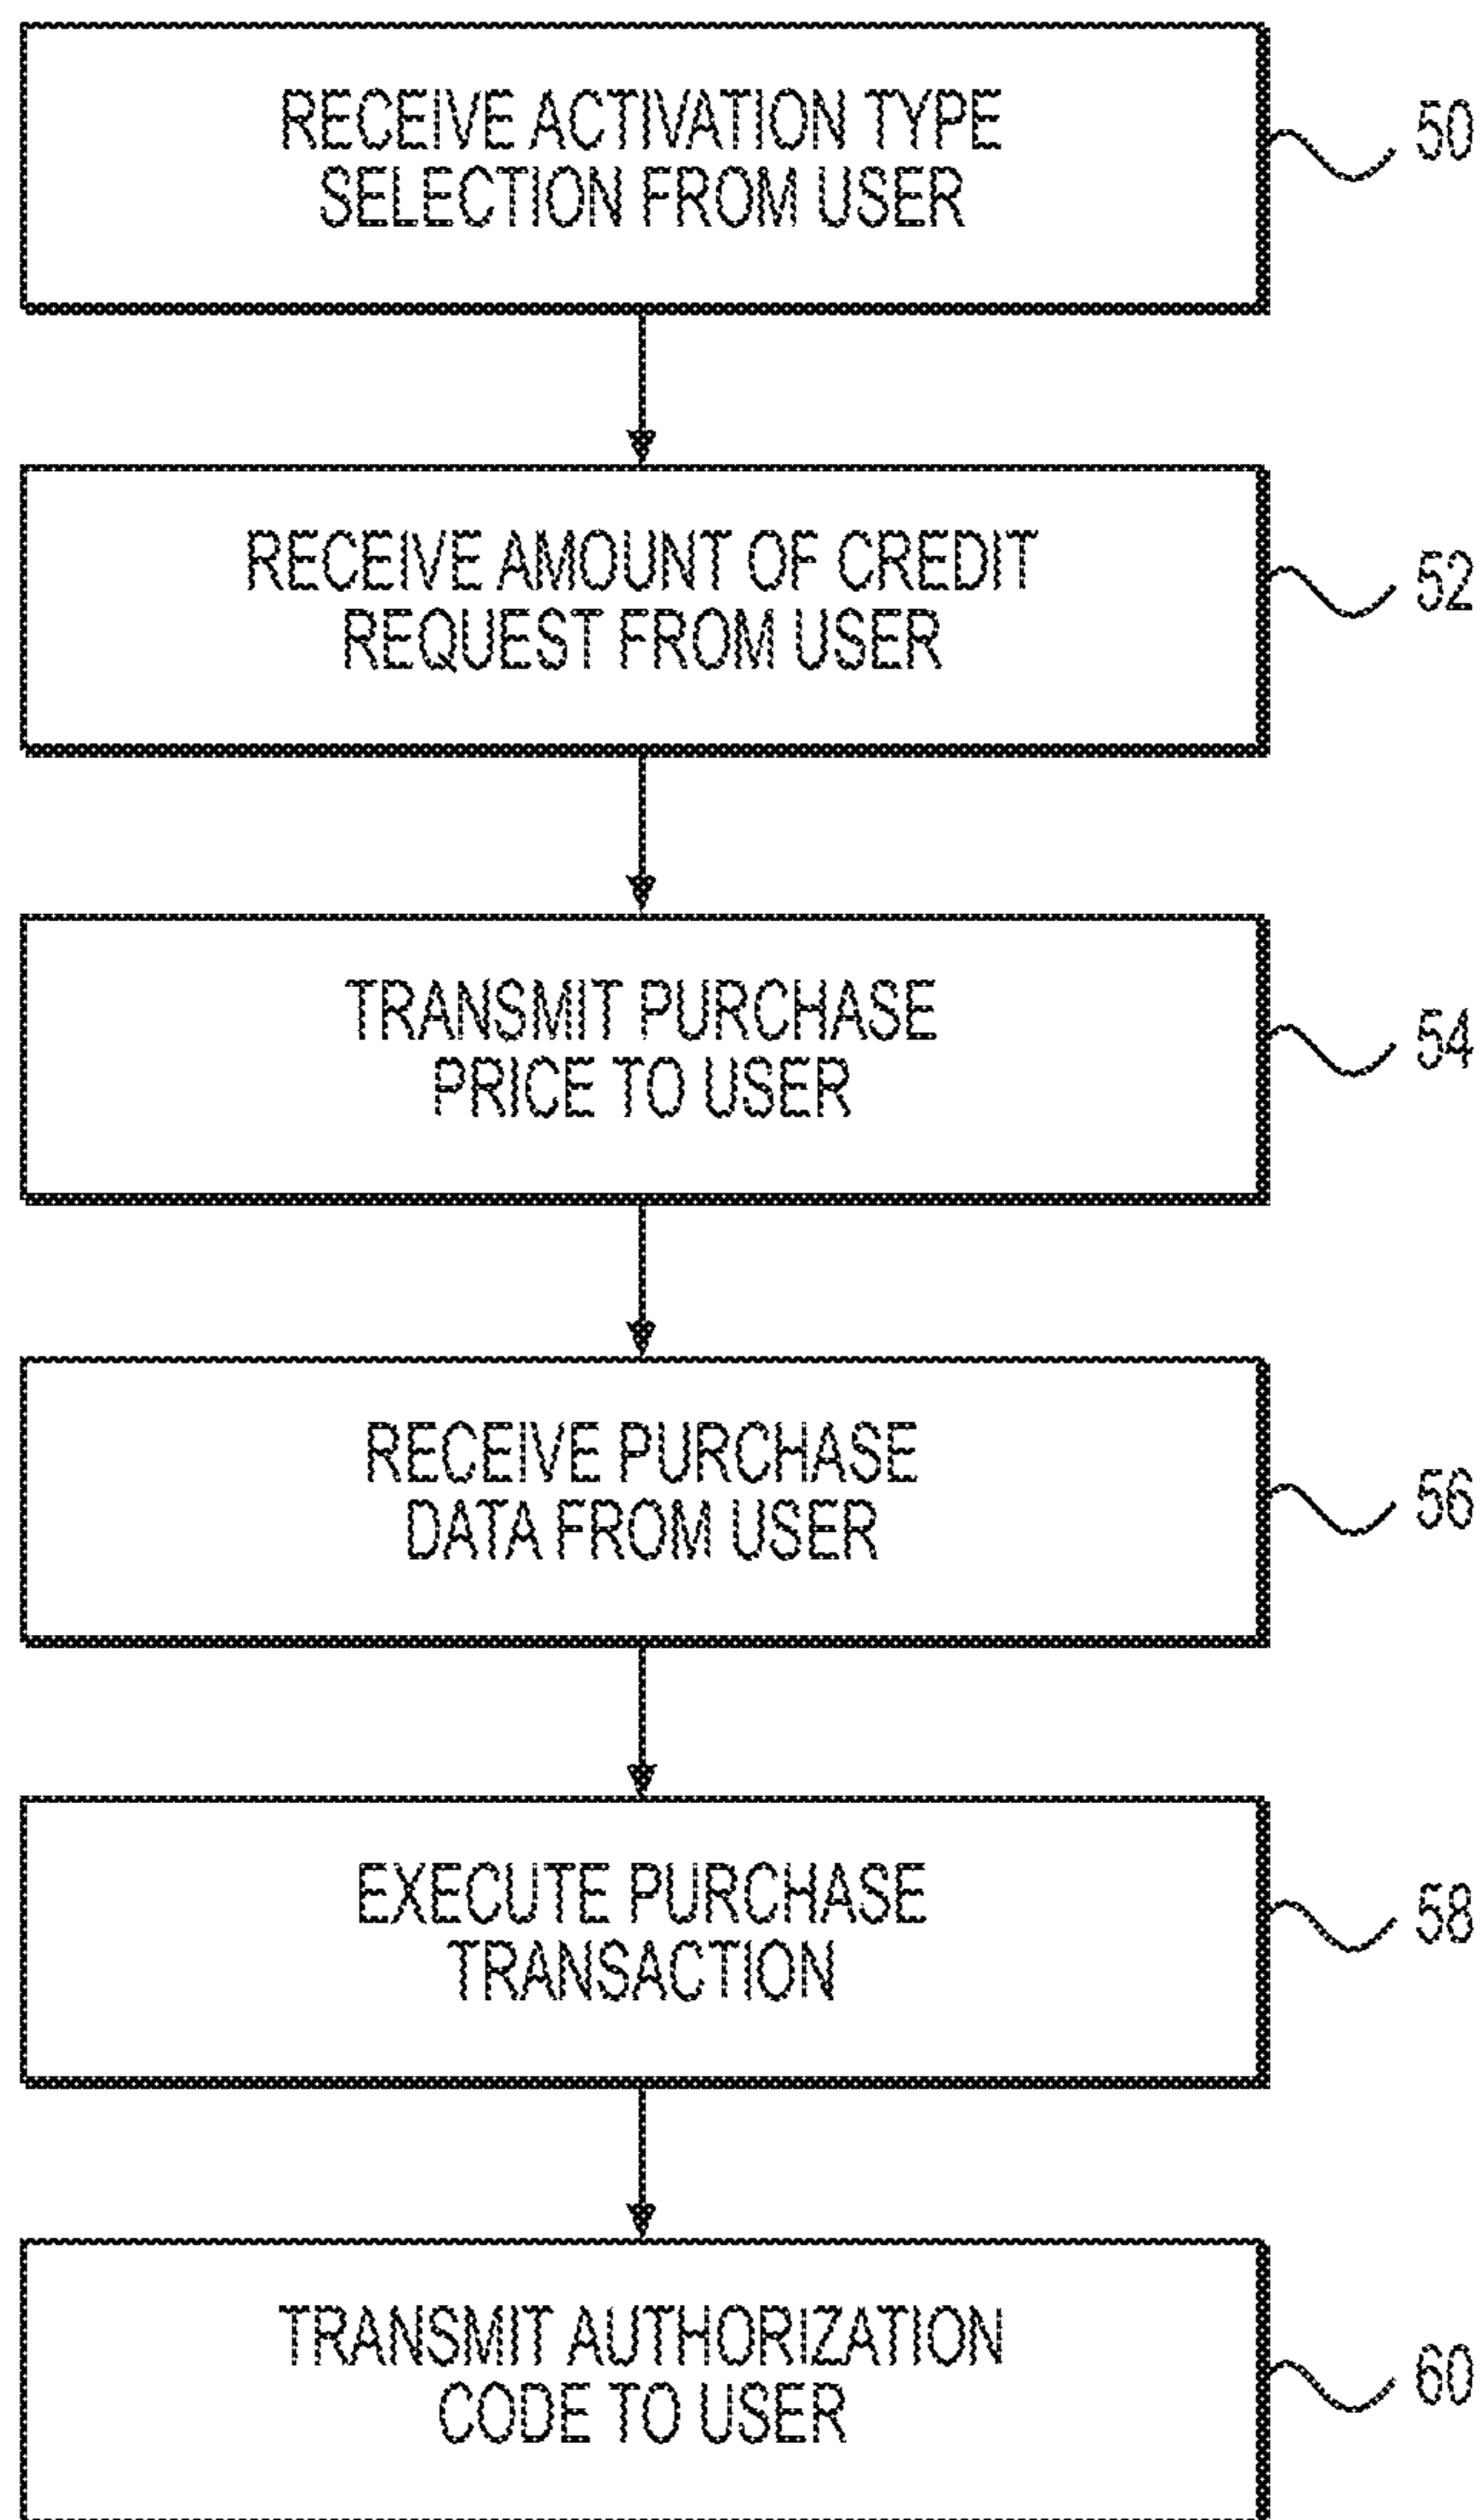 RECEIVE ACTIVATION TYPE
SELECTION FROM USER
50
RECEIVE AMOUNT OF CREDIT
REQUEST FROM USER
52
TRANSMIT PURCHASE
PRICE TO USER
54
RECEIVE PURCHASE
DATA FROM USER
56
EXECUTE PURCHASE
TRANSACTION
58
TRANSMIT AUTHORIZATION
CODE TO USER
60